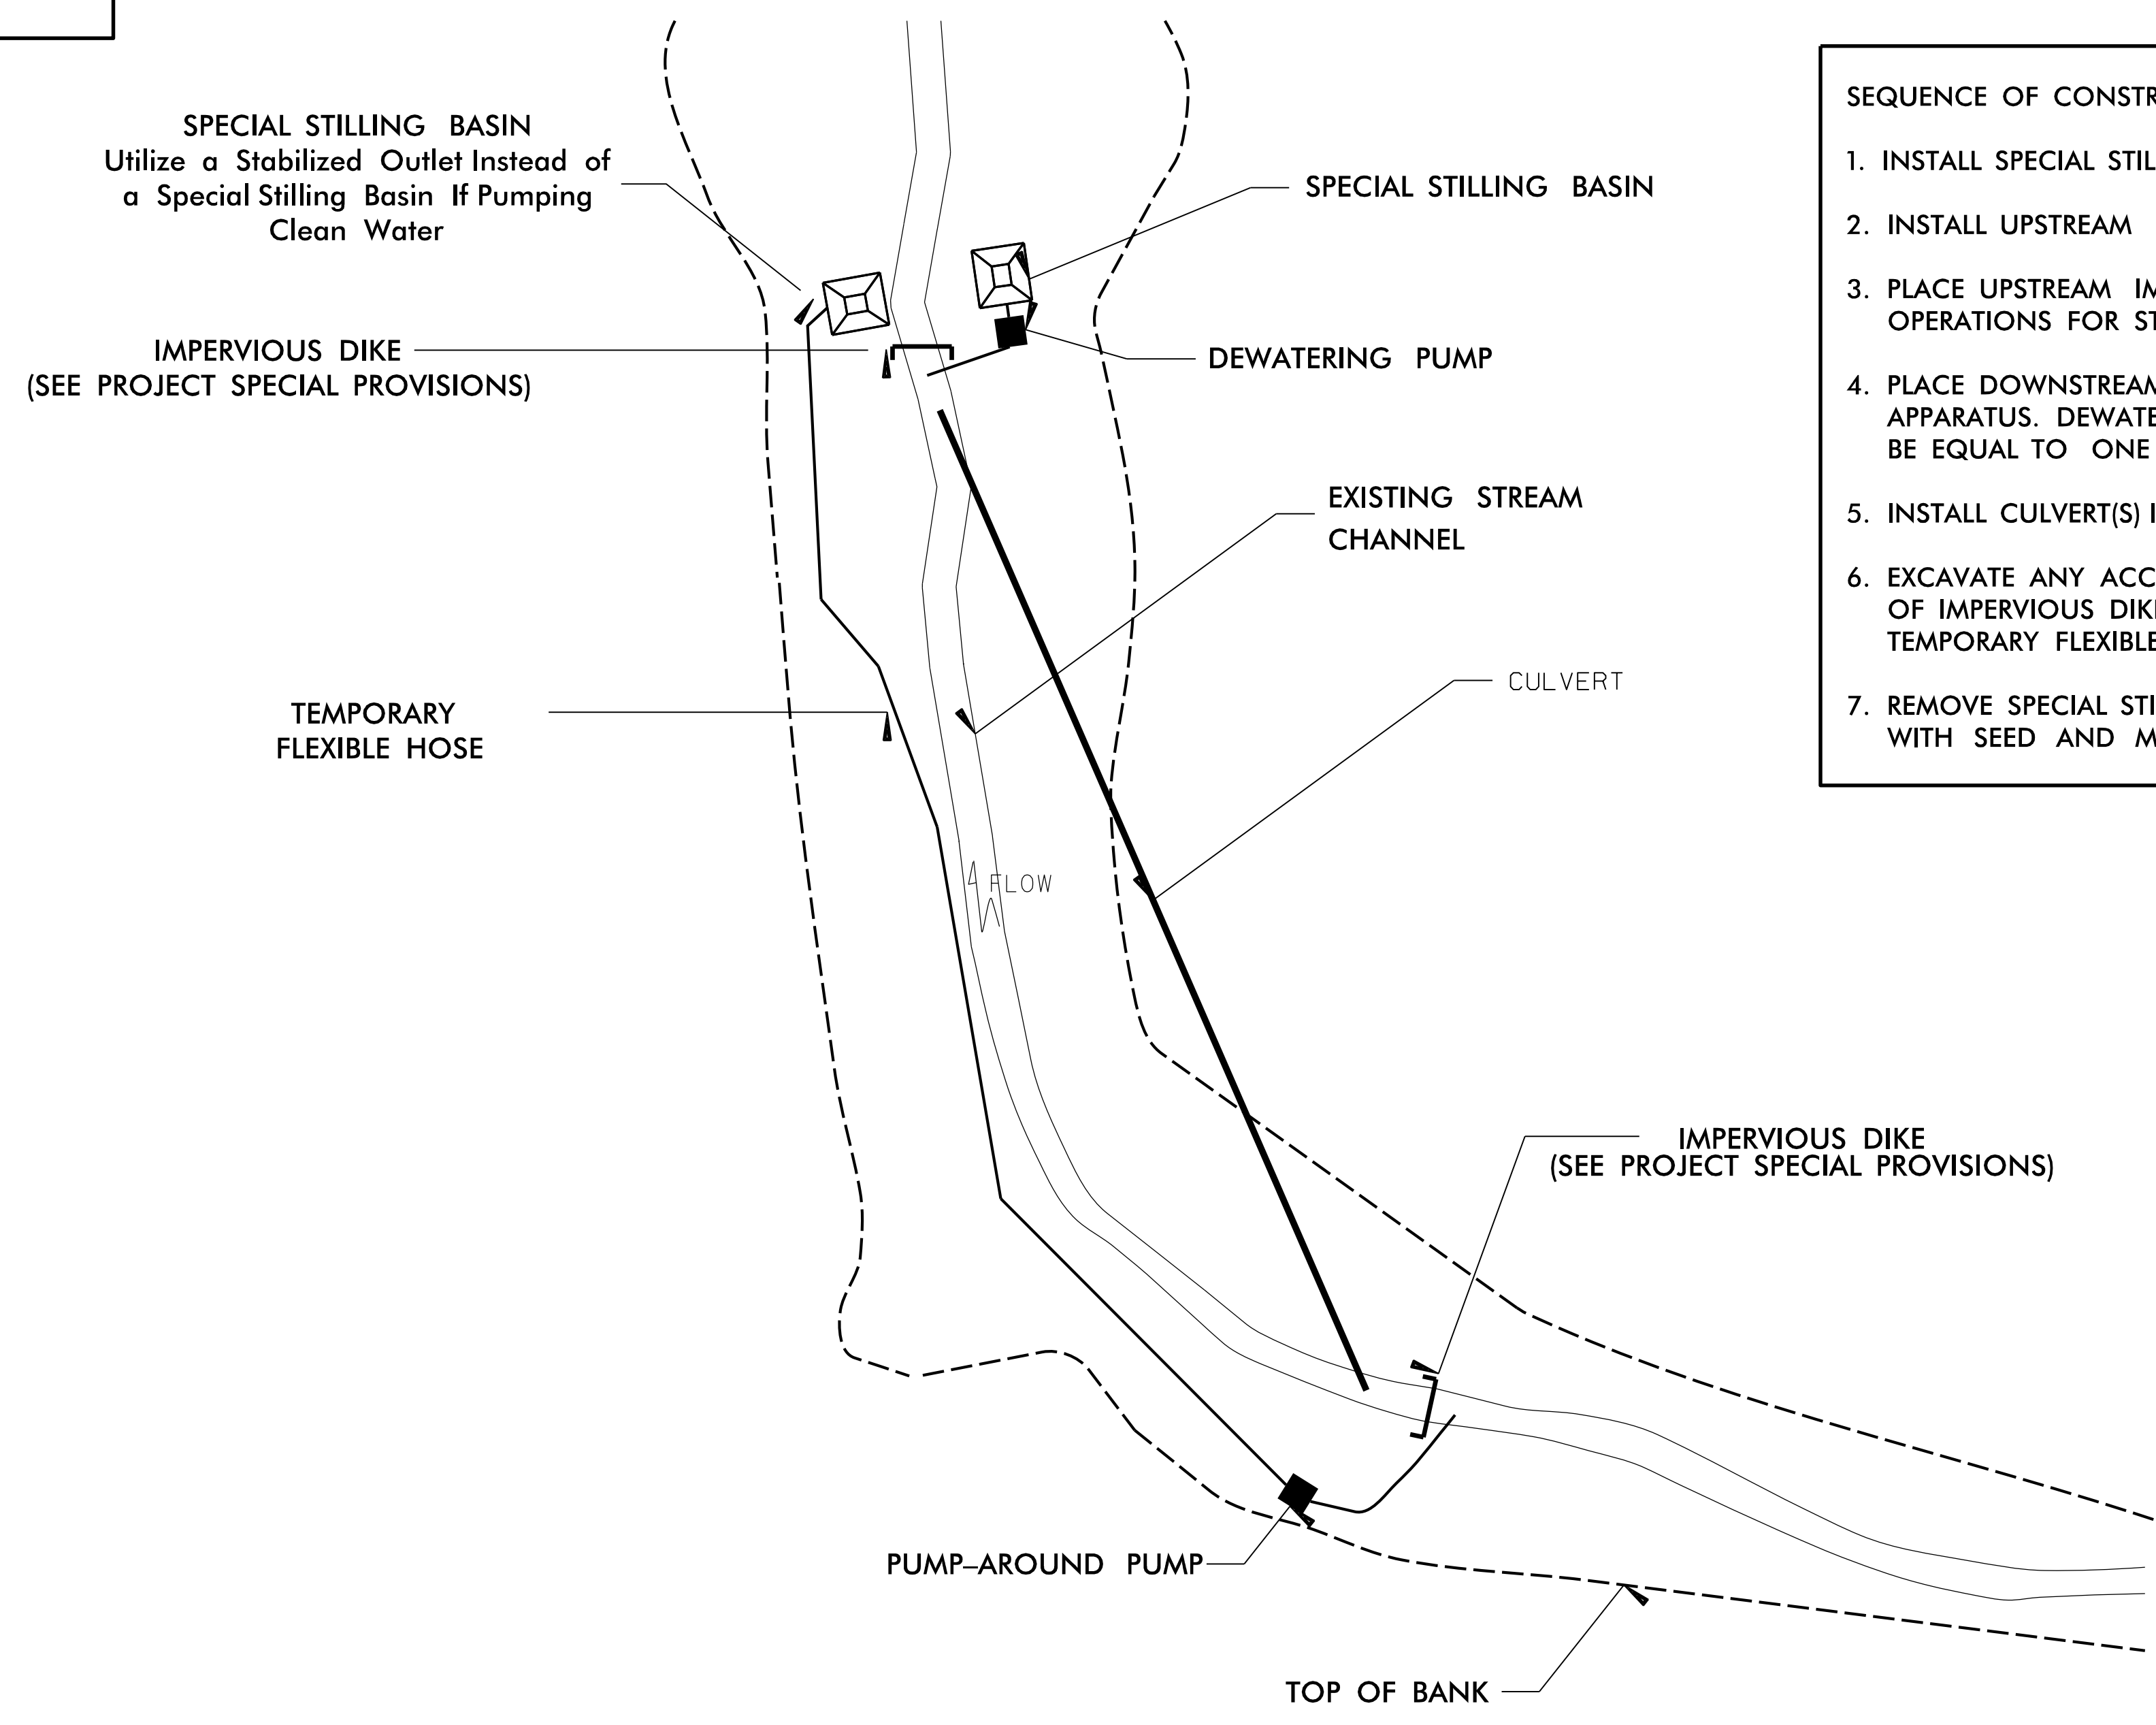 SPECIAL STILLING BASIN
Utilize a Stabilized Outlet Instead of
a Special Stilling Basin If Pumping
Clean Water
SPECIAL STILLING BASIN
IMPERVIOUS DIKE
(SEE PROJECT SPECIAL PROVISIONS)
DEWATERING PUMP
EXISTING STREAM
CHANNEL
CULVERT
TEMPORARY
FLEXIBLE HOSE
FLOW
IMPERVIOUS DIKE
(SEE PROJECT SPECIAL PROVISIONS)
PUMP-AROUND PUMP
TOP OF BANK
SEQUENCE OF CONSTR
1. INSTALL SPECIAL STIL
2. INSTALL UPSTREAM
3. PLACE UPSTREAM IM
OPERATIONS FOR ST
4. PLACE DOWNSTREAM
APPARATUS. DEWATE
BE EQUAL TO ONE
5. INSTALL CULVERT(S) I
6. EXCAVATE ANY ACC
OF IMPERVIOUS DIKE
TEMPORARY FLEXIBLE
7. REMOVE SPECIAL STI
WITH SEED AND M